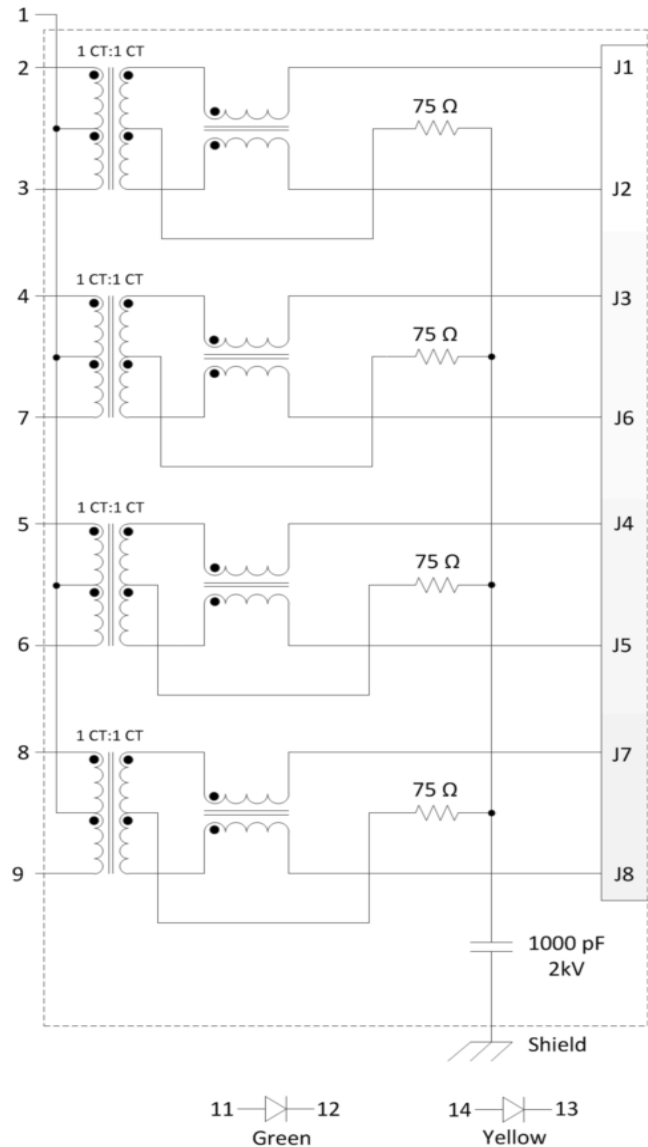 1
1 CT:1 CT
2
J1
75 Ω
3
J2
1 CT:1 CT
4
J3
75 Ω
7
J6
1 CT:1 CT
5
J4
75 Ω
6
J5
1 CT:1 CT
8
J7
75 Ω
9
J8
1000 pF
2kV
Shield
11 12
Green
14 13
Yellow